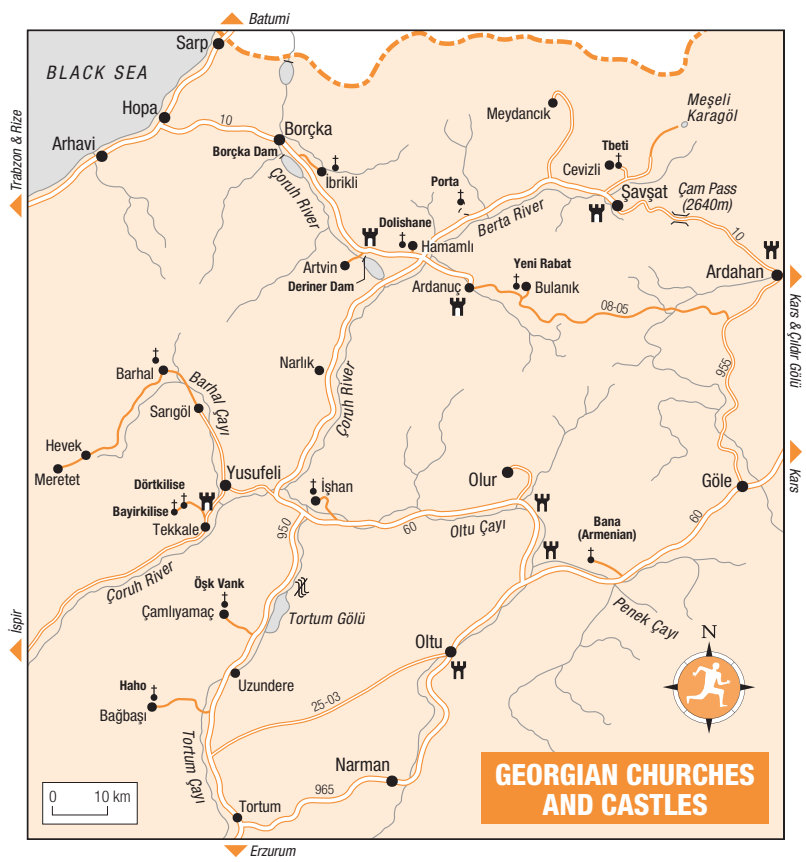 Batumi
Sarp
BLACK SEA
Hopa
10
Borçka
Arhavi
Borçka Dam
İbrikli
Trabzon & Rize
Çoruh River
Meydancık
Meşeli
Karagöl
Tbeti
Cevizli
Porta
Berta River
Şavşat
Çam Pass
(2640m)
10
Dolishane
Hamamlı
Artvin
Deriner Dam
Ardanuç
Yeni Rabat
Bulanık
Ardahan
08-05
Kars & Çıldır Gölü
955
Narlık
Çoruh River
Barhal
Barhal Çayı
Sarıgöl
Hevek
Meretet
Yusufeli
Dörtkilise
Bayirkilise
Tekkale
İşhan
Olur
Göle
Kars
950
60
Oltu Çayı
60
Bana
(Armenian)
Çoruh River
İspir
Öşk Vank
Çamlıyamaç
Tortum Gölü
Penek Çayı
N
Oltu
Uzundere
Haho
Bağbaşı
25-03
Tortum Çayı
Narman
965
Tortum
0
10 km
GEORGIAN CHURCHES
AND CASTLES
Erzurum